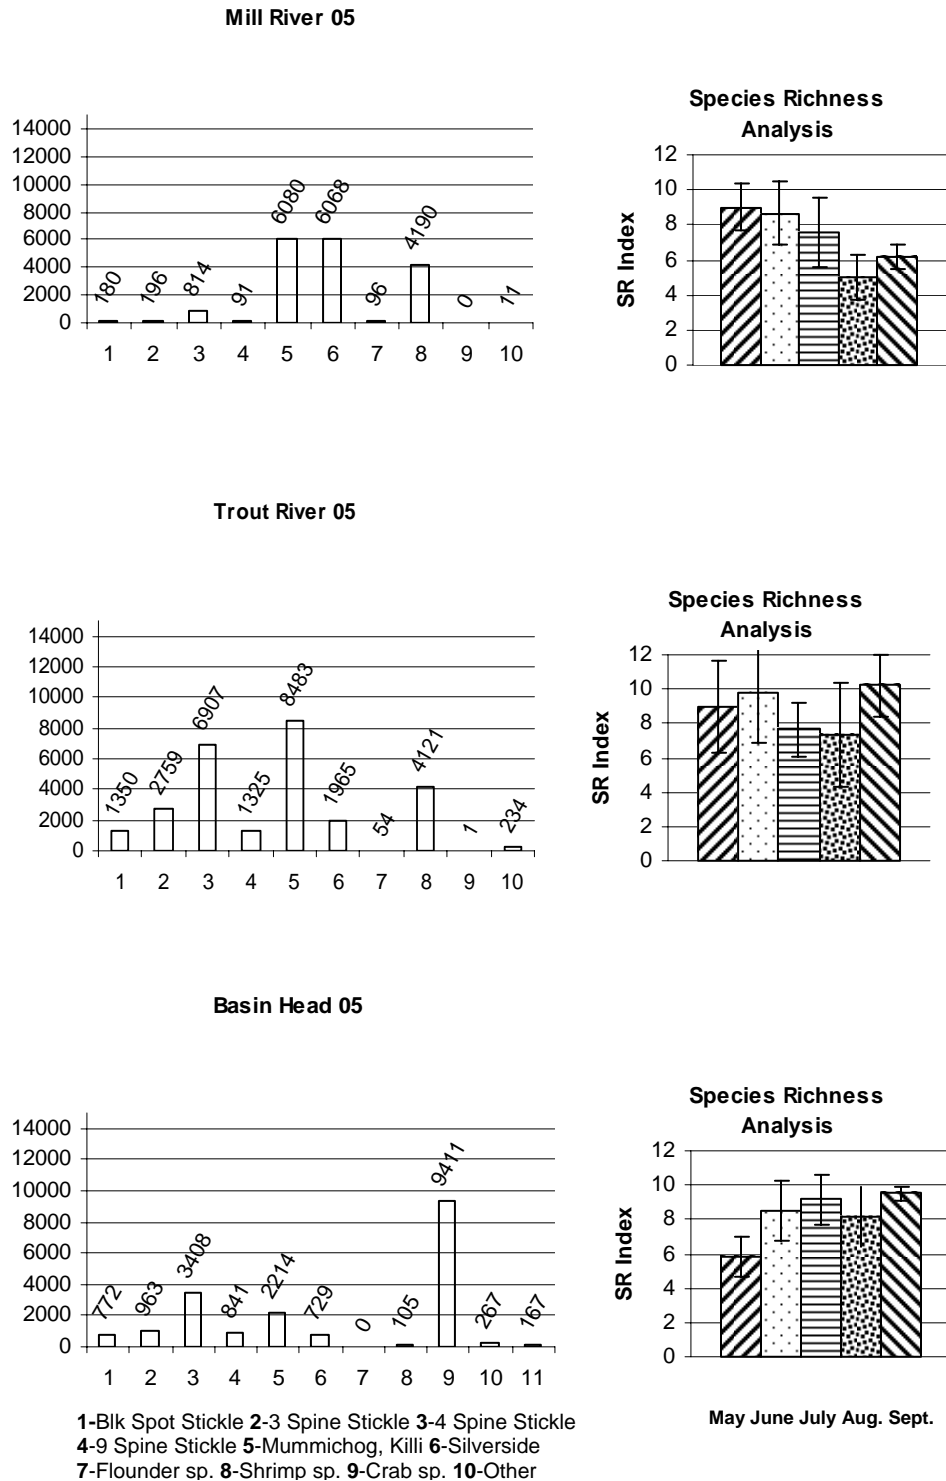 Mill River 05
14000
12000
10000
8000
6000
4000
2000
0
180 196 814 91 6080 6068 96 4190 0 11
1 2 3 4 5 6 7 8 9 10
Species Richness
Analysis
SR Index
12
10
8
6
4
2
0
Trout River 05
14000
12000
10000
8000
6000
4000
2000
0
1350 2759 6907 1325 8483 1965 54 4121 1 234
1 2 3 4 5 6 7 8 9 10
Species Richness
Analysis
SR Index
12
10
8
6
4
2
0
Basin Head 05
14000
12000
10000
8000
6000
4000
2000
0
772 963 3408 841 2214 729 0 105 9411 267 167
1 2 3 4 5 6 7 8 9 10 11
Species Richness
Analysis
SR Index
12
10
8
6
4
2
0
1-Blk Spot Stickle 2-3 Spine Stickle 3-4 Spine Stickle
4-9 Spine Stickle 5-Mummichog, Killi 6-Silverside
7-Flounder sp. 8-Shrimp sp. 9-Crab sp. 10-Other
May June July Aug. Sept.